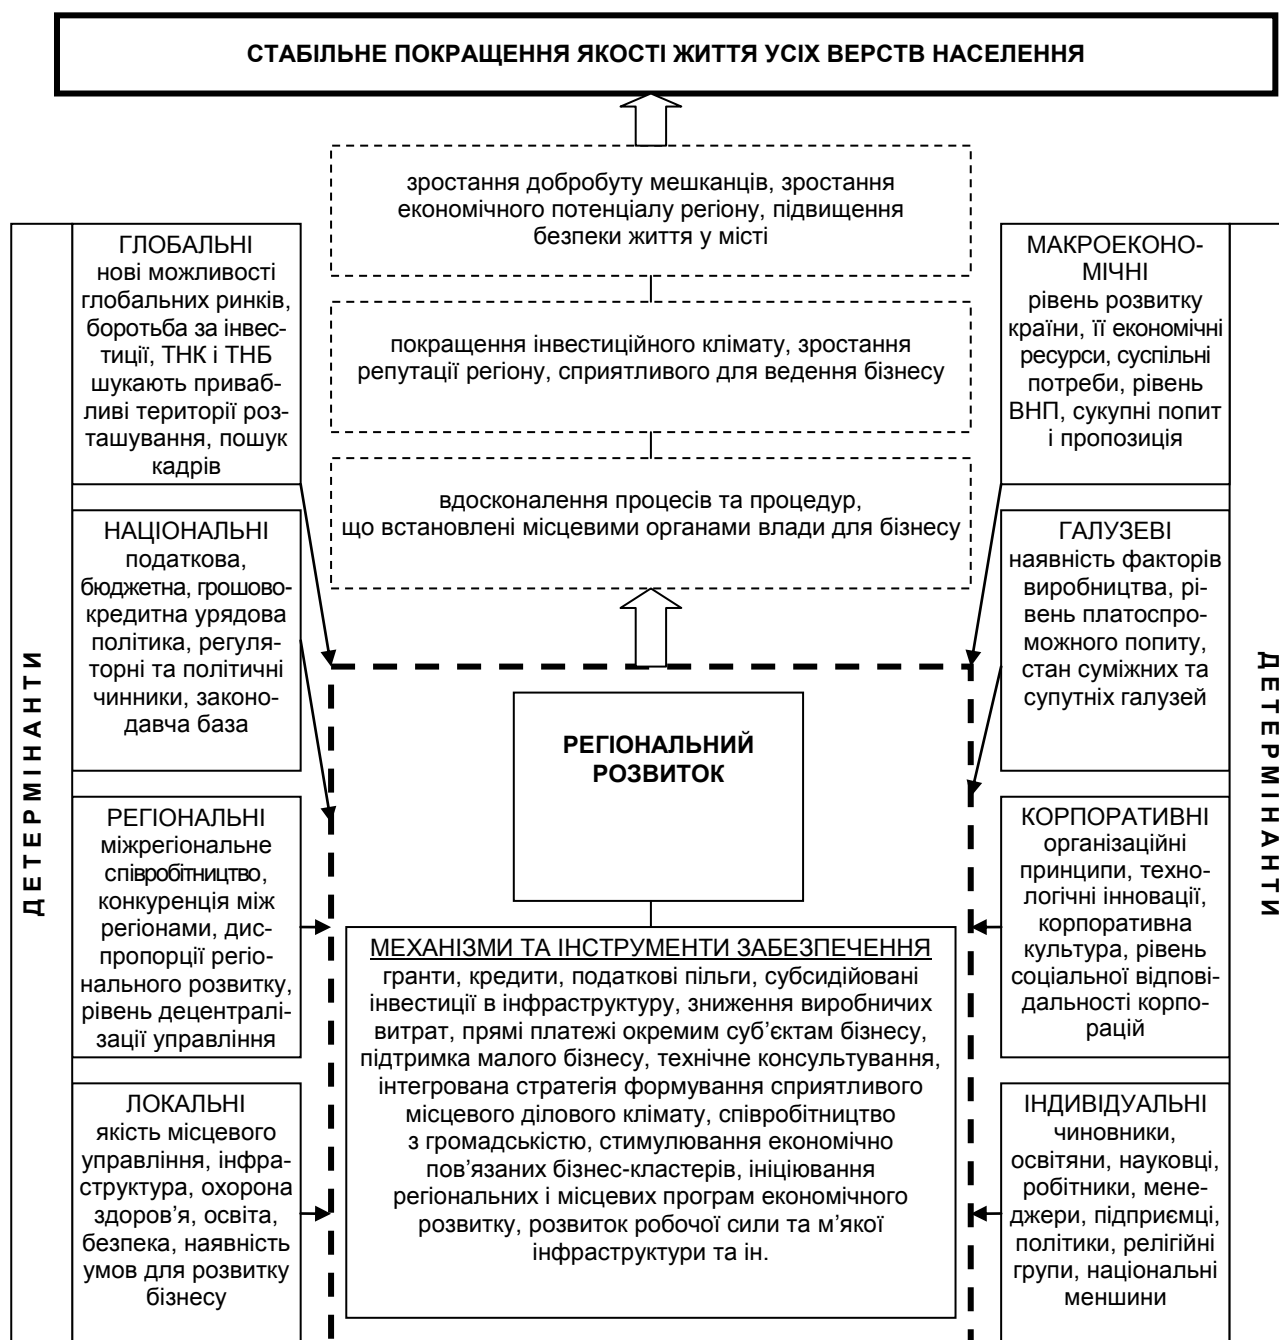 СТАБІЛЬНЕ ПОКРАЩЕННЯ ЯКОСТІ ЖИТТЯ УСІХ ВЕРСТВ НАСЕЛЕННЯ
зростання добробуту мешканців, зростання
економічного потенціалу регіону, підвищення
безпеки життя у місті
покращення інвестиційного клімату, зростання
репутації регіону, сприятливого для ведення бізнесу
вдосконалення процесів та процедур,
що встановлені місцевими органами влади для бізнесу
ДЕТЕРМІНАНТИ
ГЛОБАЛЬНІ
нові можливості
глобальних ринків,
боротьба за інвес-
тиції, ТНК і ТНБ
шукають приваб-
ливі території роз-
ташування, пошук
кадрів
НАЦІОНАЛЬНІ
податкова,
бюджетна, грошово-
кредитна урядова
політика, регуля-
торні та політичні
чинники, законо-
давча база
РЕГІОНАЛЬНІ
міжрегіональне
співробітництво,
конкуренція між
регіонами, дис-
пропорції регіо-
нального розвитку,
рівень децентралі-
зації управління
ЛОКАЛЬНІ
якість місцевого
управління, інфра-
структура, охорона
здоров’я, освіта,
безпека, наявність
умов для розвитку
бізнесу
РЕГІОНАЛЬНИЙ
РОЗВИТОК
МЕХАНІЗМИ ТА ІНСТРУМЕНТИ ЗАБЕЗПЕЧЕННЯ
гранти, кредити, податкові пільги, субсидійовані
інвестиції в інфраструктуру, зниження виробничих
витрат, прямі платежі окремим суб’єктам бізнесу,
підтримка малого бізнесу, технічне консультування,
інтегрована стратегія формування сприятливого
місцевого ділового клімату, співробітництво
з громадськістю, стимулювання економічно
пов’язаних бізнес-кластерів, ініціювання
регіональних і місцевих програм економічного
розвитку, розвиток робочої сили та м’якої
інфраструктури та ін.
МАКРОЕКОНО-
МІЧНІ
рівень розвитку
країни, її економічні
ресурси, суспільні
потреби, рівень
ВНП, сукупні попит
і пропозиція
ГАЛУЗЕВІ
наявність факторів
виробництва, рі-
вень платоспро-
можного попиту,
стан суміжних та
супутніх галузей
КОРПОРАТИВНІ
організаційні
принципи, техно-
логічні інновації,
корпоративна
культура, рівень
соціальної відпові-
дальності корпо-
рацій
ІНДИВІДУАЛЬНІ
чиновники,
освітяни, науковці,
робітники, мене-
джери, підприємці,
політики, релігійні
групи, національні
меншини
ДЕТЕРМІНАНТИ